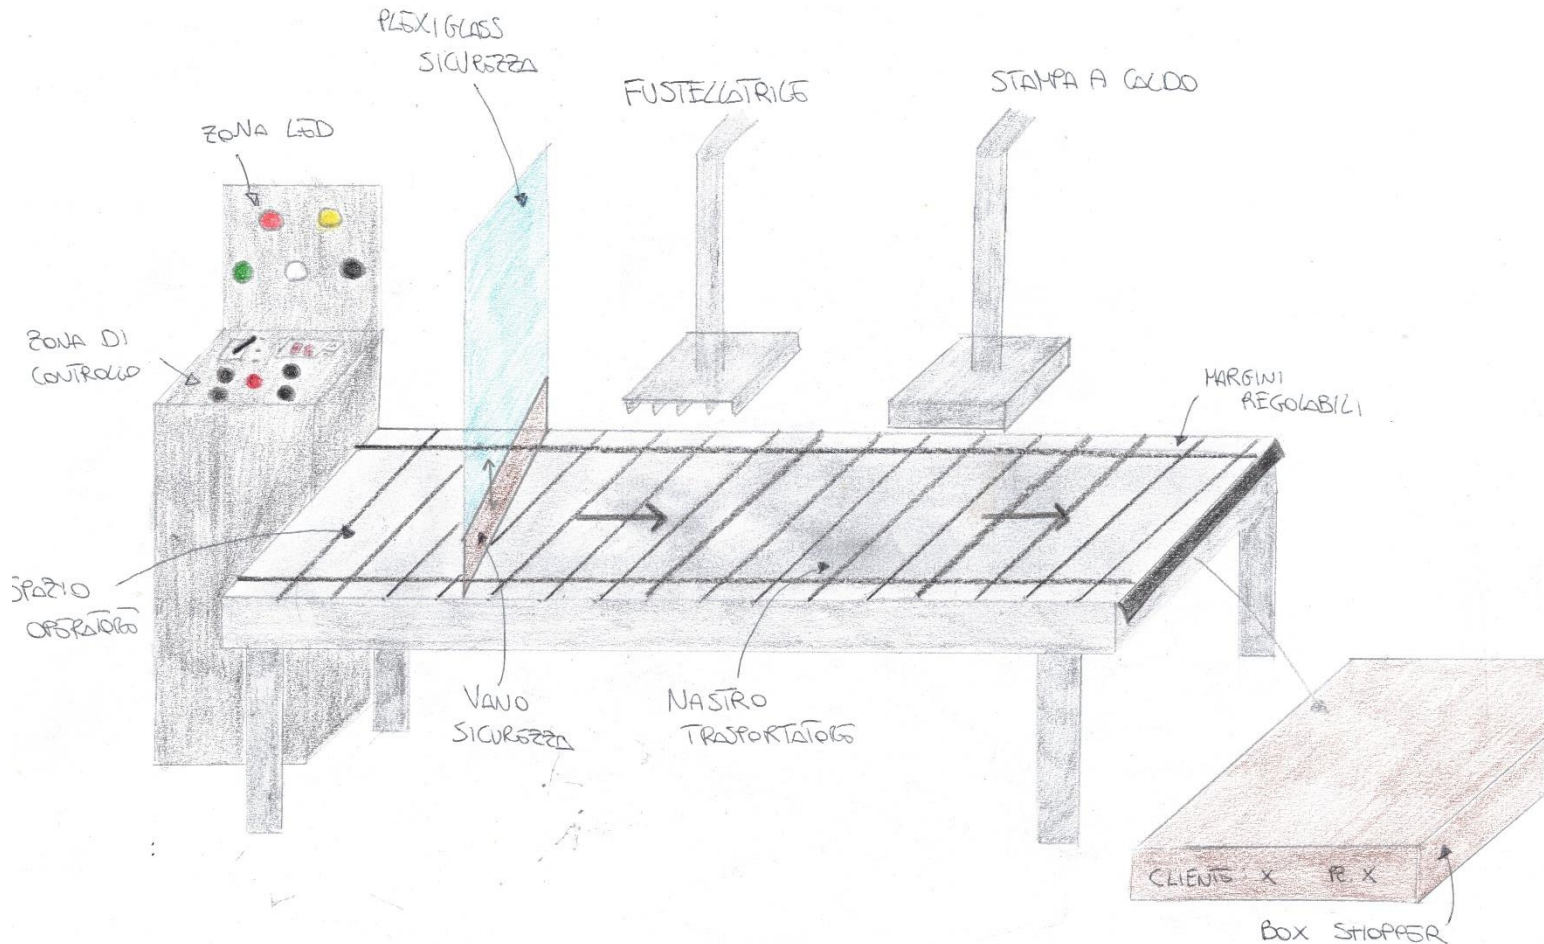 PLEXIGLASS
SICUREZZA
FUSTELLATRICE
STAMPA A CALDO
ZONA LED
ZONA DI
CONTROLLO
MARGINI
REGOLABILI
SPAZIO
OPERATORE
VANO
SICUREZZA
NASTRO
TRASPORTATORE
CLIENTE: X PZ. X
BOX SHOPPER